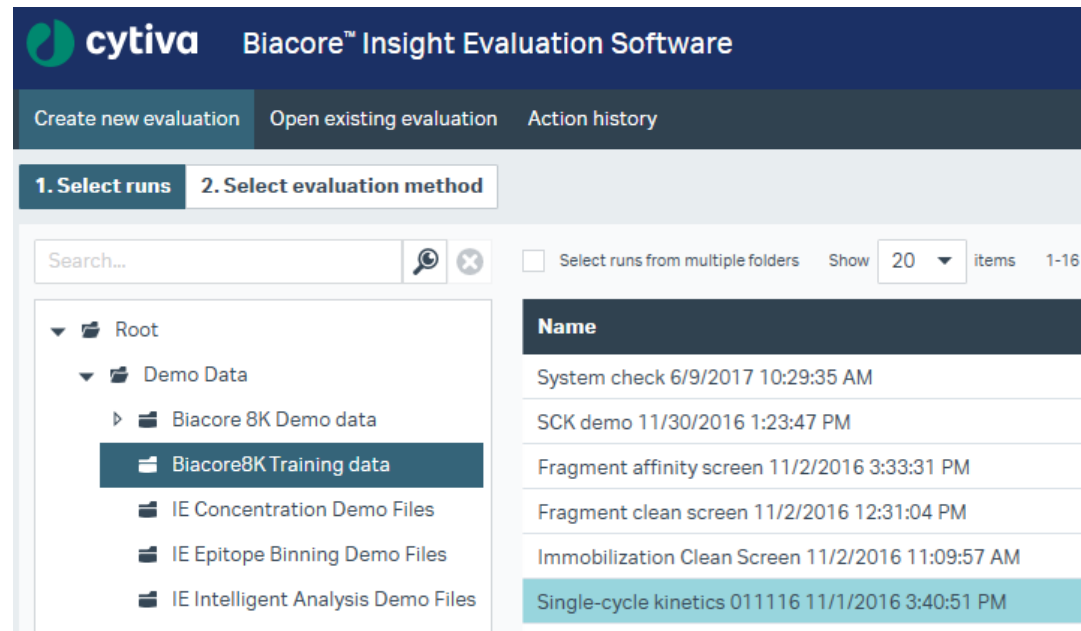 cytiva Biacore™ Insight Evaluation Software
Create new evaluation Open existing evaluation Action history
1. Select runs 2. Select evaluation method
Search... Select runs from multiple folders Show 20 items 1-16
Root
Demo Data
Biacore 8K Demo data
Biacore8K Training data
IE Concentration Demo Files
IE Epitope Binning Demo Files
IE Intelligent Analysis Demo Files
Name
System check 6/9/2017 10:29:35 AM
SCK demo 11/30/2016 1:23:47 PM
Fragment affinity screen 11/2/2016 3:33:31 PM
Fragment clean screen 11/2/2016 12:31:04 PM
Immobilization Clean Screen 11/2/2016 11:09:57 AM
Single-cycle kinetics 011116 11/1/2016 3:40:51 PM